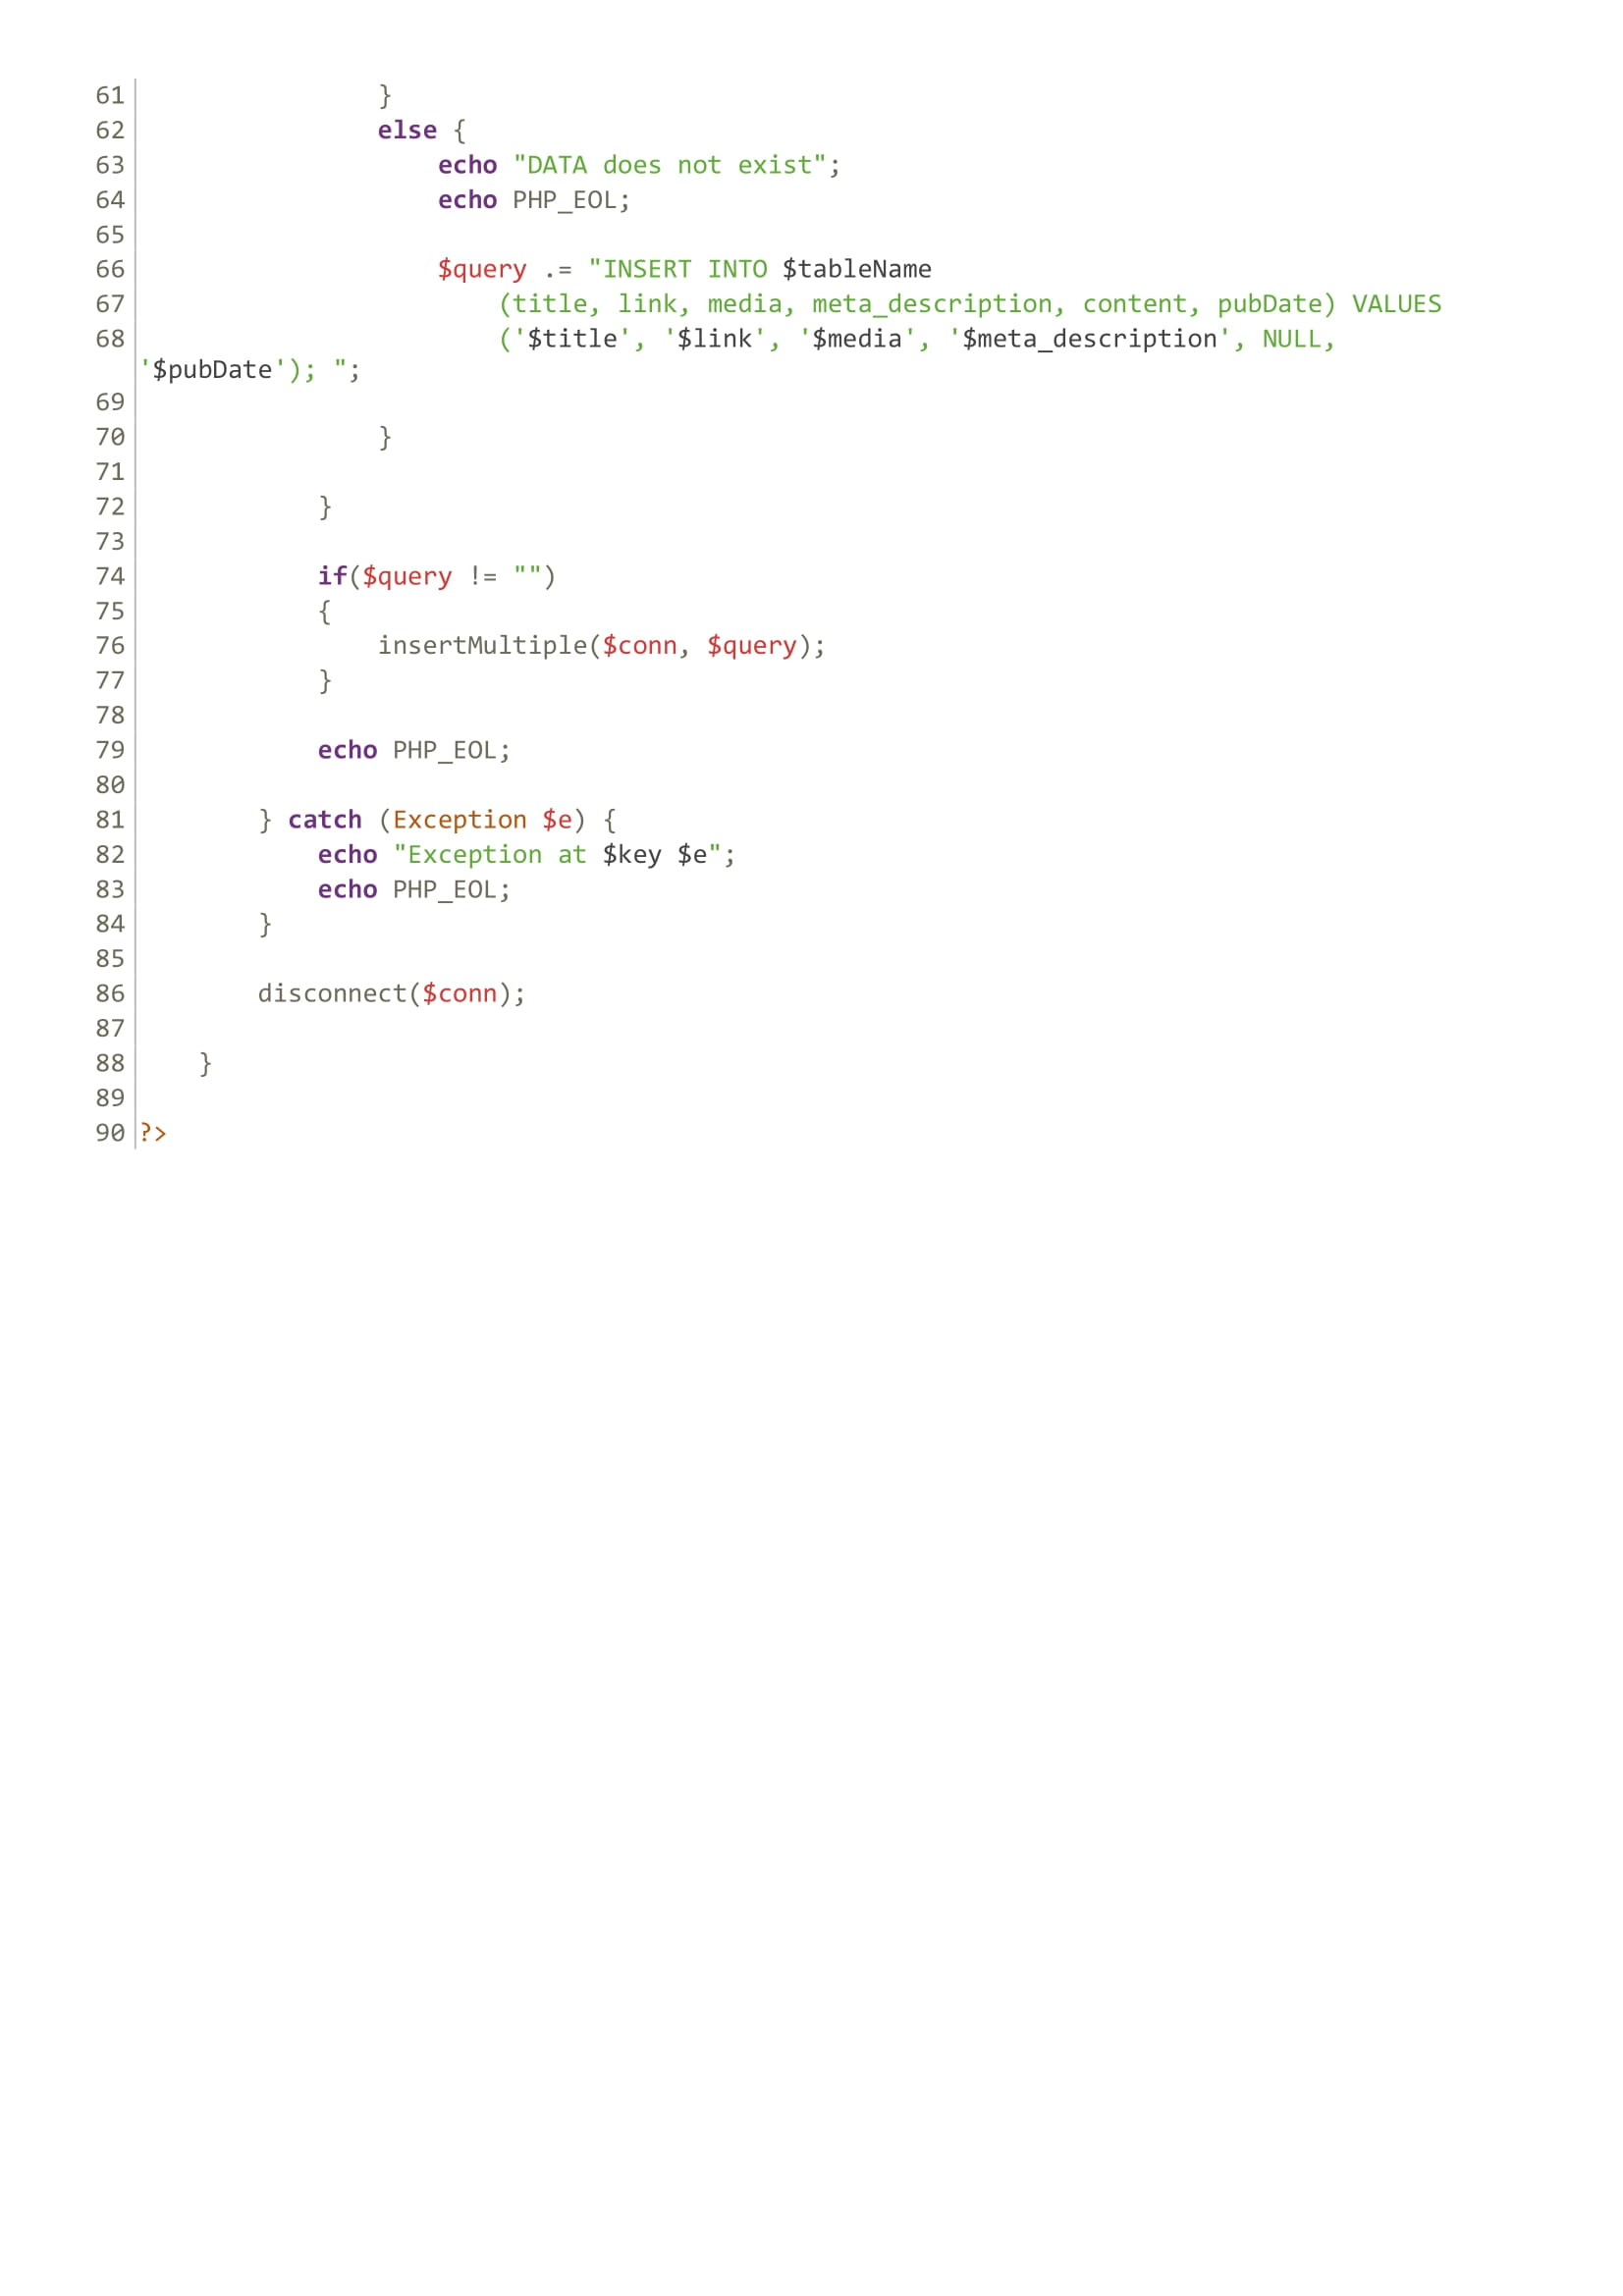 61                 }
62                 else {
63                     echo "DATA does not exist";
64                     echo PHP_EOL;
65
66                     $query .= "INSERT INTO $tableName
67                         (title, link, media, meta_description, content, pubDate) VALUES
68                         ('$title', '$link', '$media', '$meta_description', NULL,
'$pubDate'); ";
69
70                 }
71
72             }
73
74             if($query != "")
75             {
76                 insertMultiple($conn, $query);
77             }
78
79             echo PHP_EOL;
80
81         } catch (Exception $e) {
82             echo "Exception at $key $e";
83             echo PHP_EOL;
84         }
85
86         disconnect($conn);
87
88     }
89
90 ?>